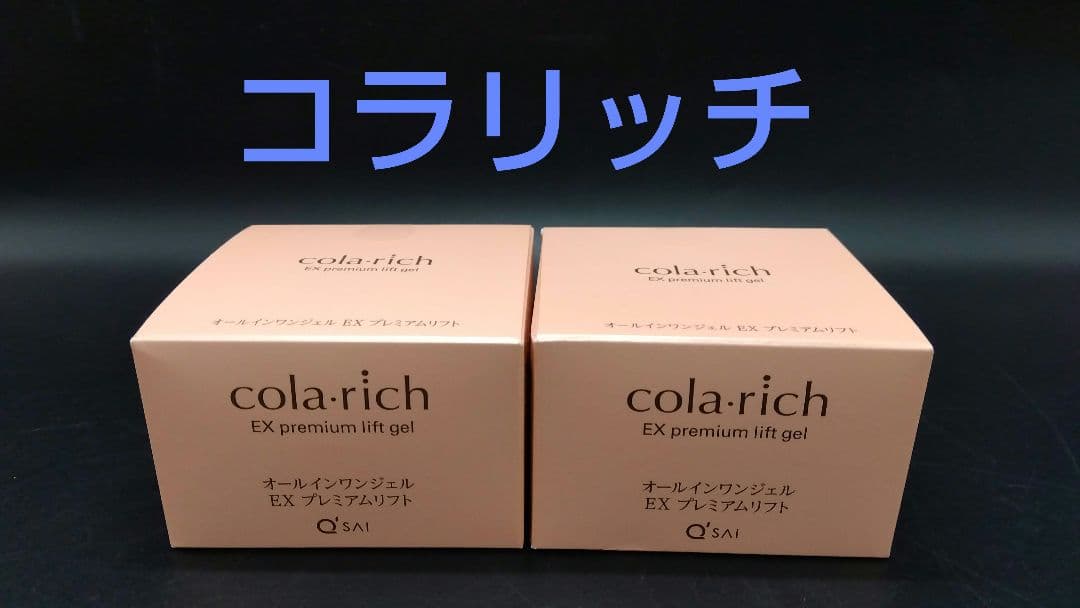 コラリッチ
cola·rich
EX premium lift gel
オールインワンジェル EX プレミアムリフト
cola·rich
EX premium lift gel
オールインワンジェル
EX プレミアムリフト
Q'SAI
cola·rich
EX premium lift gel
オールインワンジェル EX プレミアムリフト
cola·rich
EX premium lift gel
オールインワンジェル
EX プレミアムリフト
Q'SAI